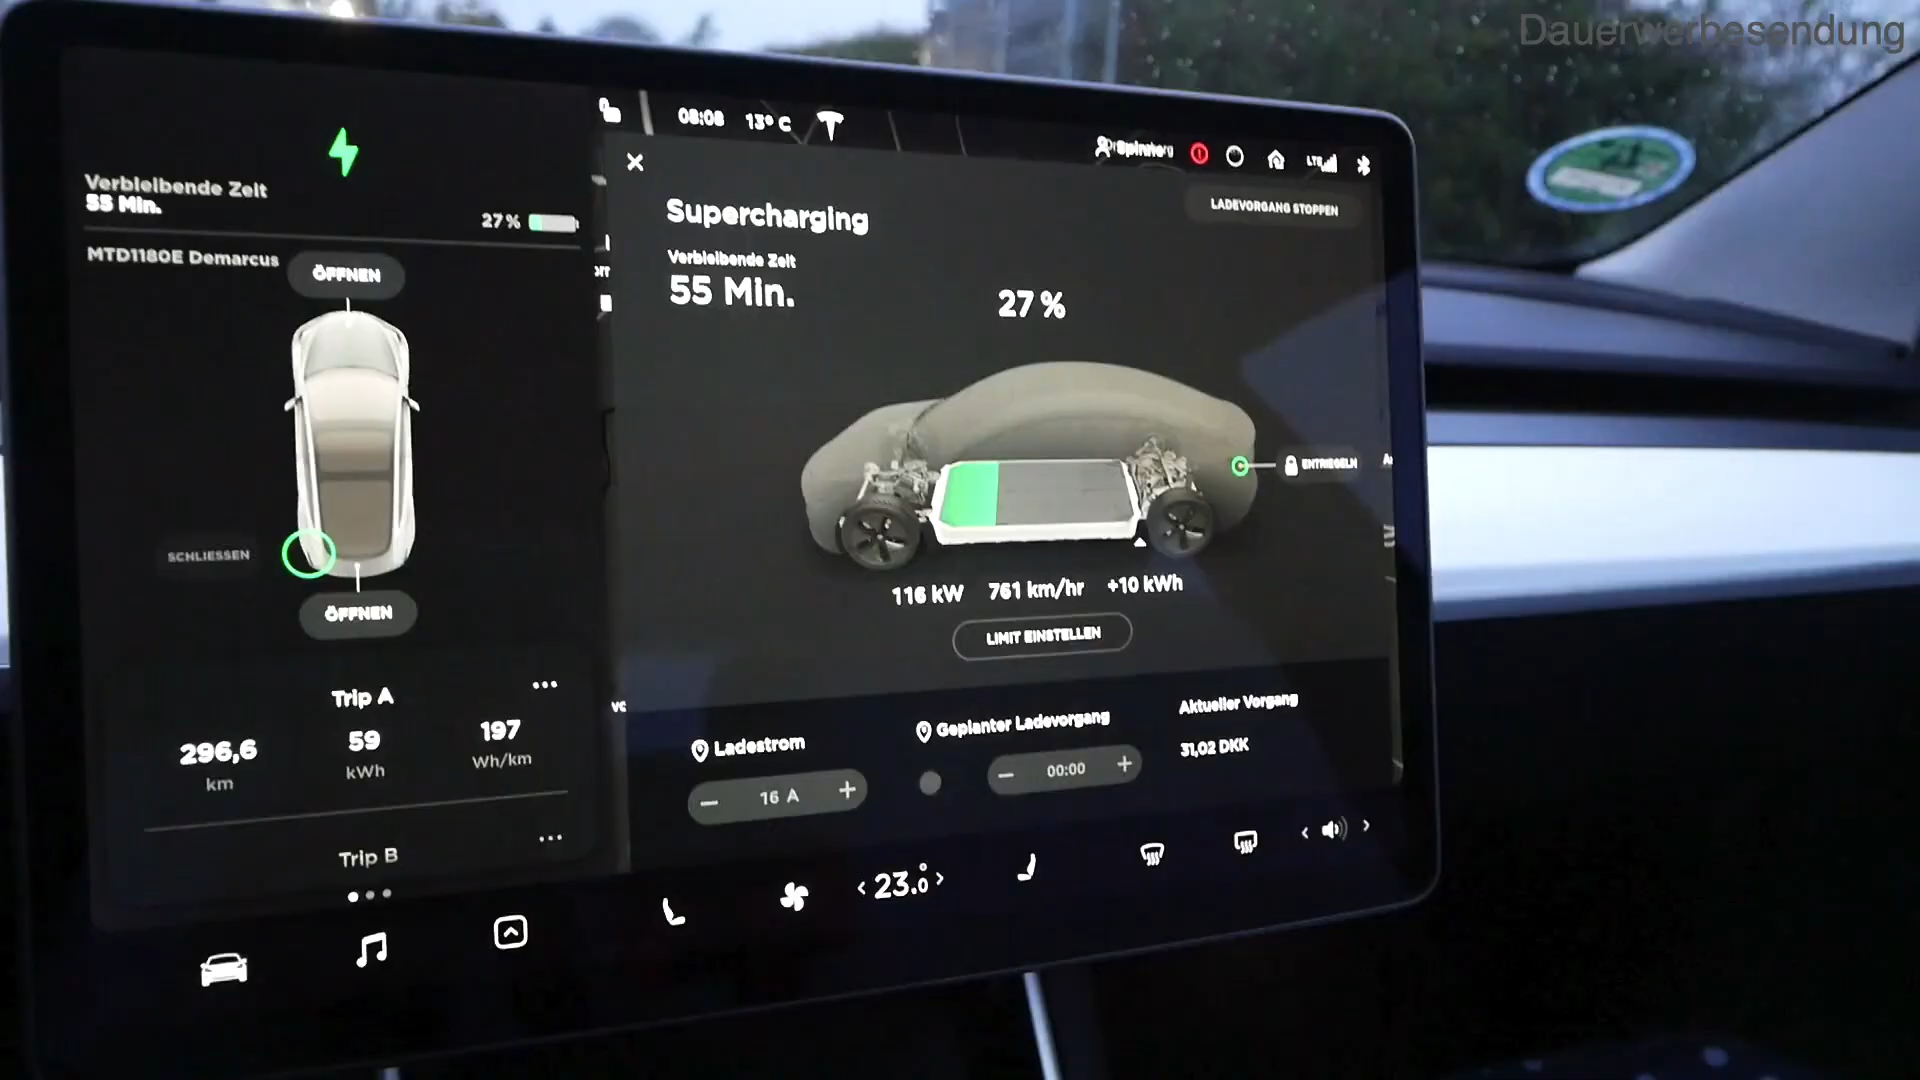 Dauerwerbesendung
08:08 13° C
LTE
Verbleibende Zeit
55 Min.
27 %
MTD1180E Demarcus
ÖFFNEN
SCHLIESSEN
ÖFFNEN
Trip A
296,6 km
59 kWh
197 Wh/km
Trip B
Supercharging
LADEVORGANG STOPPEN
Verbleibende Zeit
55 Min.
27 %
ENTRIEGELN
116 kW 761 km/hr +10 kWh
LIMIT EINSTELLEN
Ladestrom
16 A
Geplanter Ladevorgang
00:00
Aktueller Vorgang
31,02 DKK
23.0°